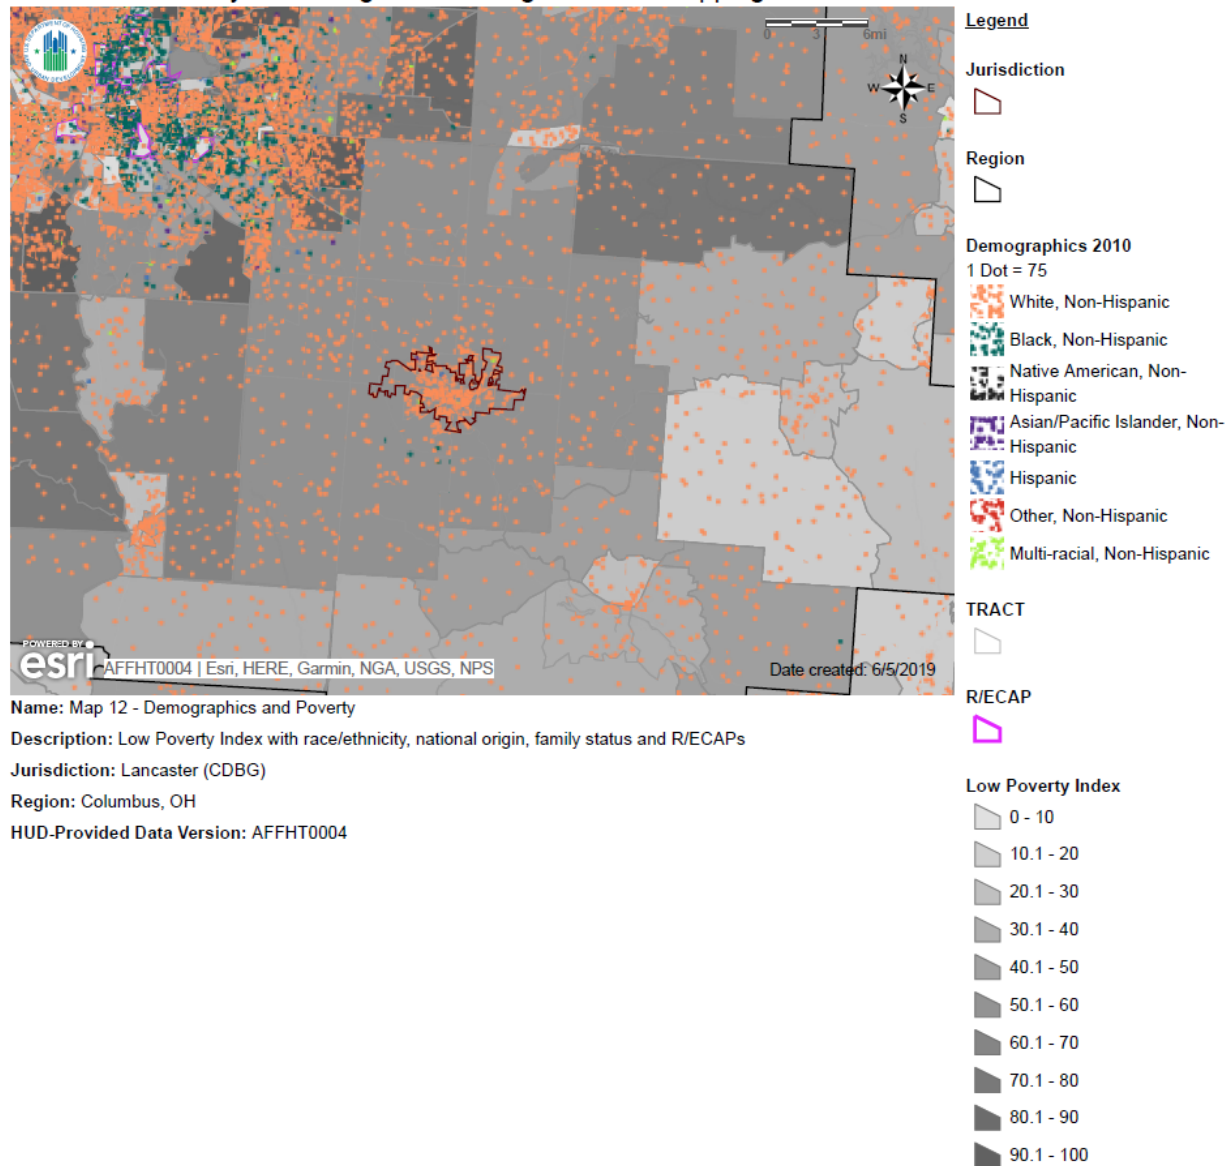 0 3 6mi
N
W E
S
POWERED BY
esri
AFFHT0004 | Esri, HERE, Garmin, NGA, USGS, NPS
Date created: 6/5/2019
Name: Map 12 - Demographics and Poverty
Description: Low Poverty Index with race/ethnicity, national origin, family status and R/ECAPs
Jurisdiction: Lancaster (CDBG)
Region: Columbus, OH
HUD-Provided Data Version: AFFHT0004
Legend
Jurisdiction
Region
Demographics 2010
1 Dot = 75
White, Non-Hispanic
Black, Non-Hispanic
Native American, Non-
Hispanic
Asian/Pacific Islander, Non-
Hispanic
Hispanic
Other, Non-Hispanic
Multi-racial, Non-Hispanic
TRACT
R/ECAP
Low Poverty Index
0 - 10
10.1 - 20
20.1 - 30
30.1 - 40
40.1 - 50
50.1 - 60
60.1 - 70
70.1 - 80
80.1 - 90
90.1 - 100